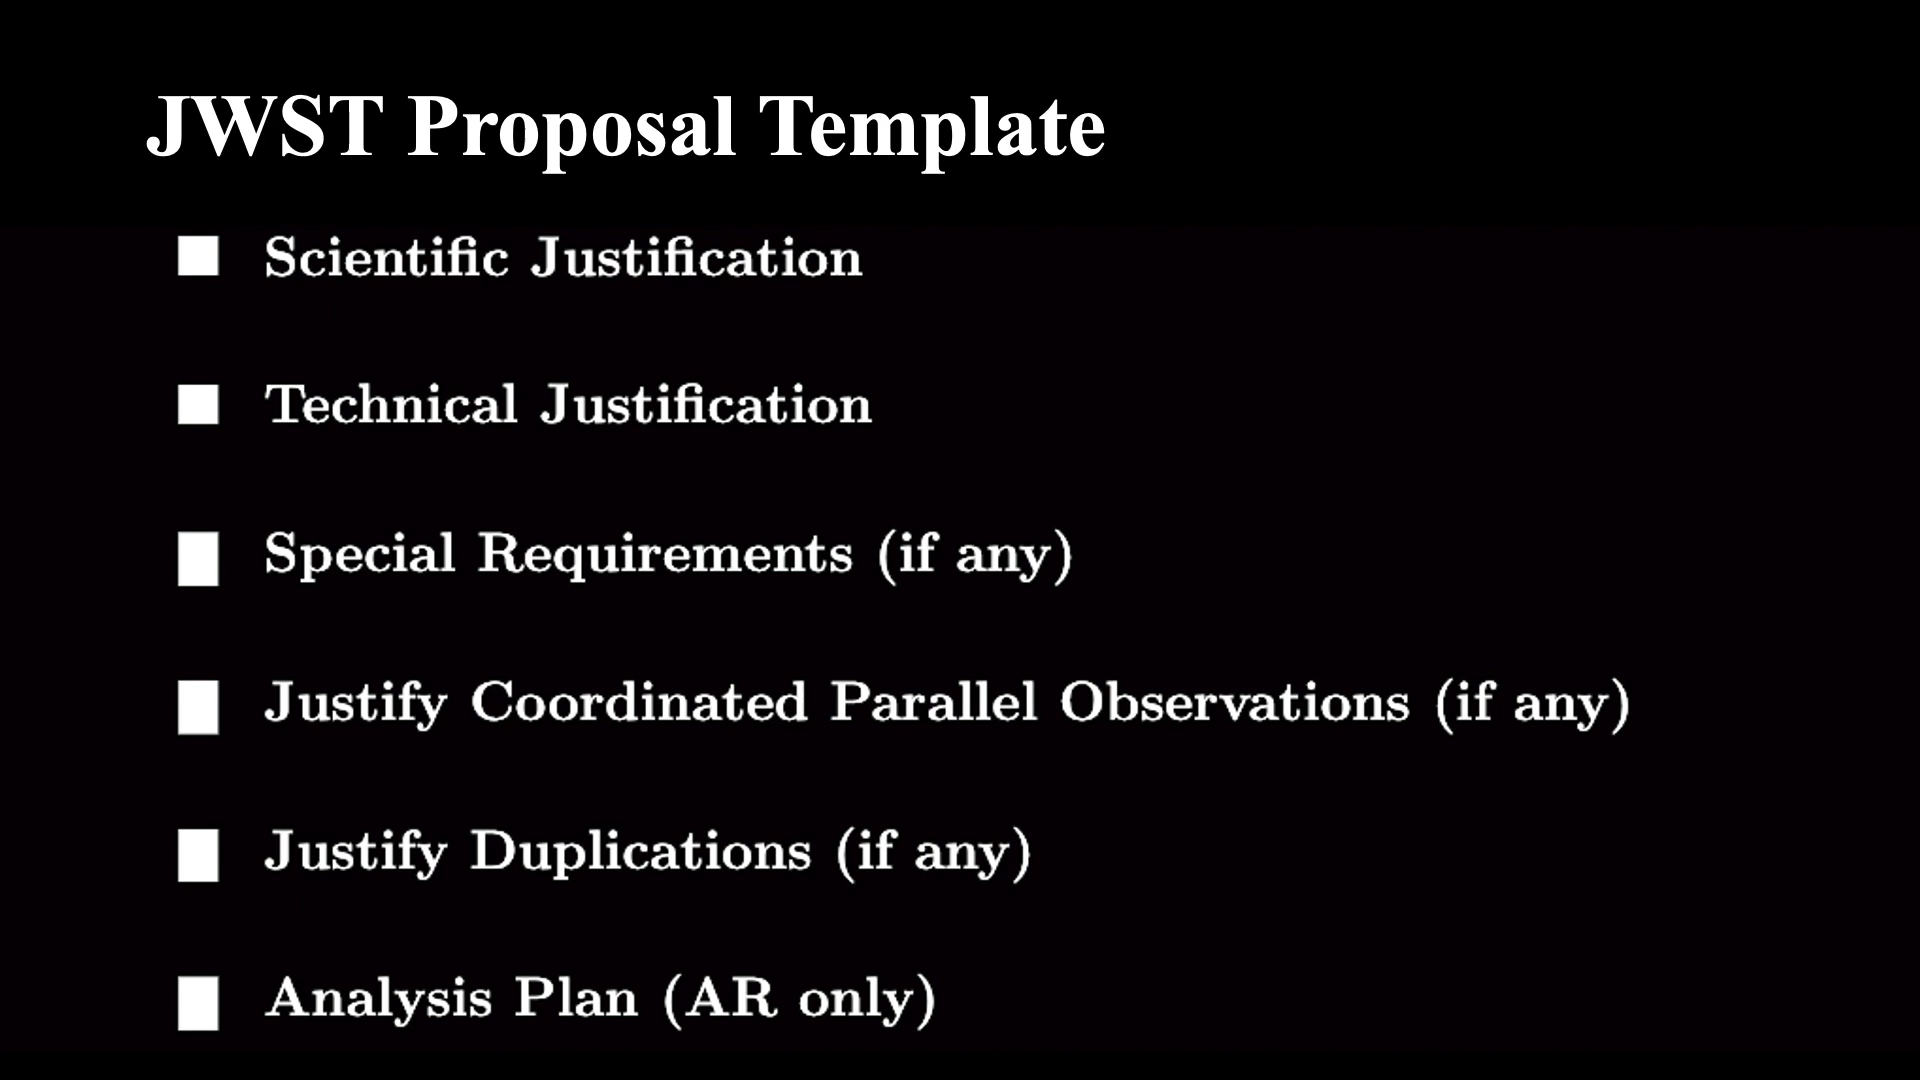 JWST Proposal Template
Scientific Justification
Technical Justification
Special Requirements (if any)
Justify Coordinated Parallel Observations (if any)
Justify Duplications (if any)
Analysis Plan (AR only)